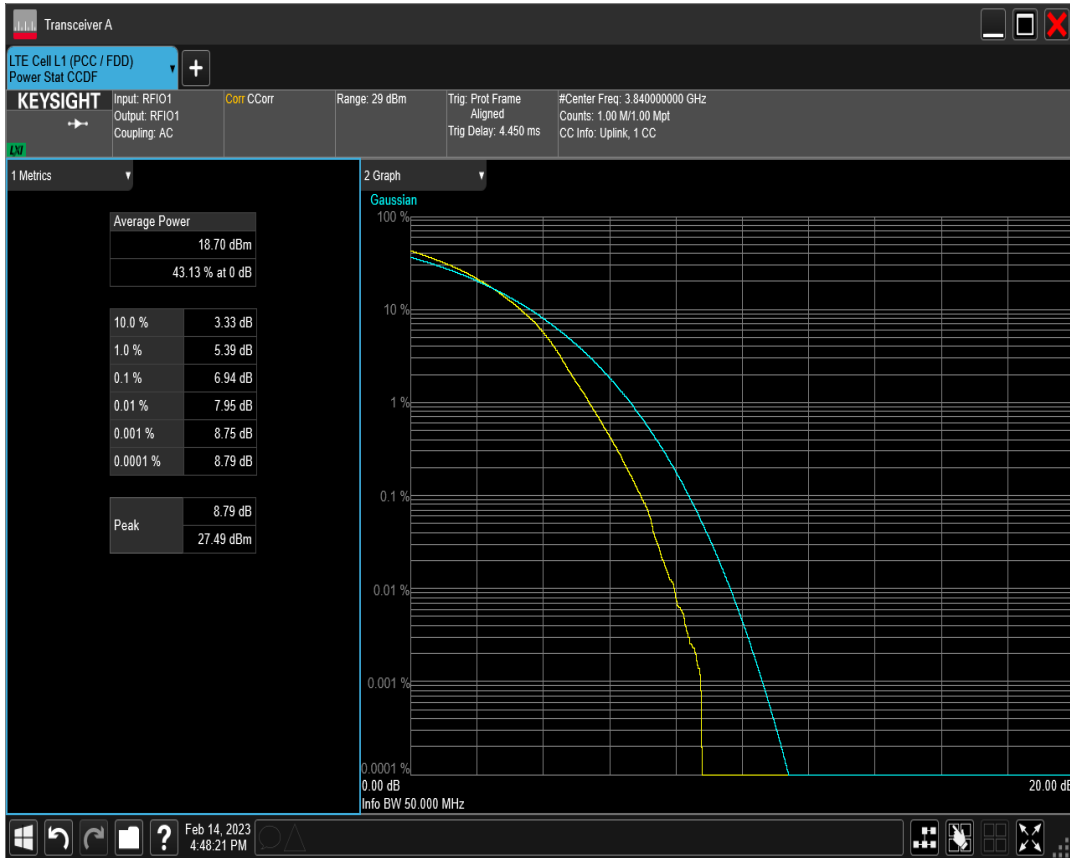 Transceiver A
LTE Cell L1 (PCC / FDD)
Power Stat CCDF
KEYSIGHT
LXI
Input: RFIO1
Output: RFIO1
Coupling: AC
Corr CCorr
Range: 29 dBm
Trig: Prot Frame
Aligned
Trig Delay: 4.450 ms
#Center Freq: 3.840000000 GHz
Counts: 1.00 M/1.00 Mpt
CC Info: Uplink, 1 CC
1 Metrics
Average Power
18.70 dBm
43.13 % at 0 dB
10.0 % 3.33 dB
1.0 % 5.39 dB
0.1 % 6.94 dB
0.01 % 7.95 dB
0.001 % 8.75 dB
0.0001 % 8.79 dB
Peak
8.79 dB
27.49 dBm
2 Graph
Gaussian
100 %
10 %
1 %
0.1 %
0.01 %
0.001 %
0.0001 %
0.00 dB 20.00 dB
Info BW 50.000 MHz
?
Feb 14, 2023
4:48:21 PM